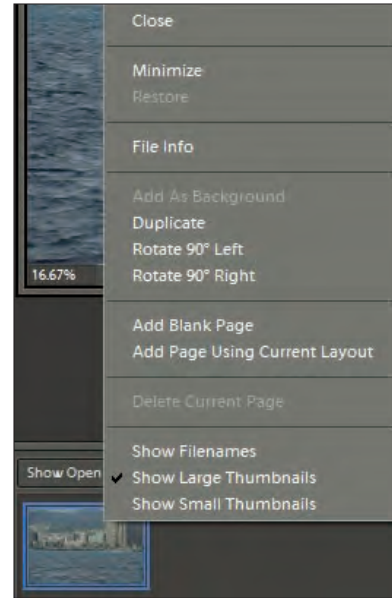 Close
Minimize
Restore
File Info
Add As Background
Duplicate
Rotate 90° Left
Rotate 90° Right
16.67%
Add Blank Page
Add Page Using Current Layout
Delete Current Page
Show Filenames
Show Open
✔ Show Large Thumbnails
Show Small Thumbnails